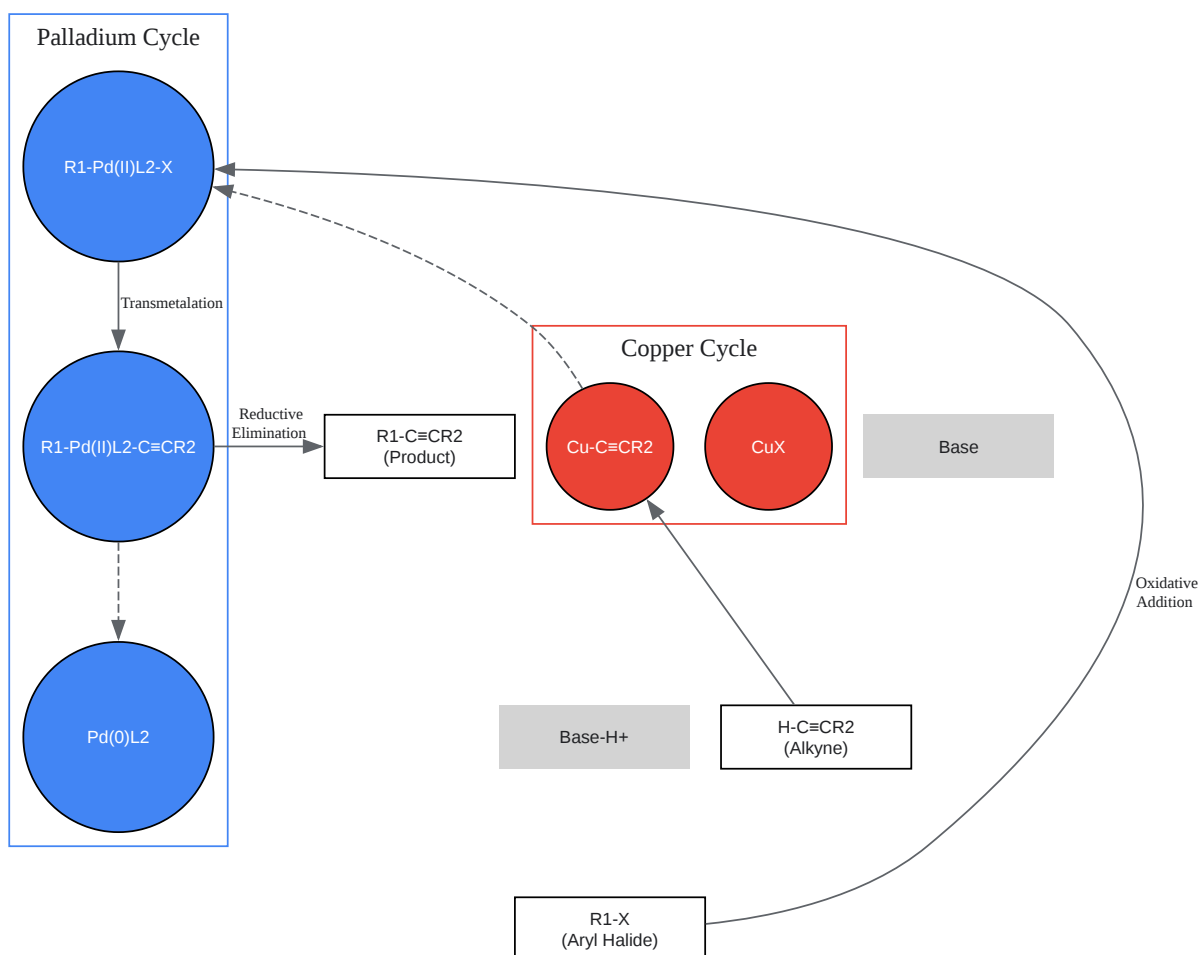 Palladium Cycle
R1-Pd(II)L2-X
Transmetalation
Copper Cycle
R1-Pd(II)L2-C≡CR2
Reductive
Elimination
R1-C≡CR2
(Product)
Cu-C≡CR2
CuX
Base
Oxidative
Addition
Pd(0)L2
Base-H+
H-C≡CR2
(Alkyne)
R1-X
(Aryl Halide)